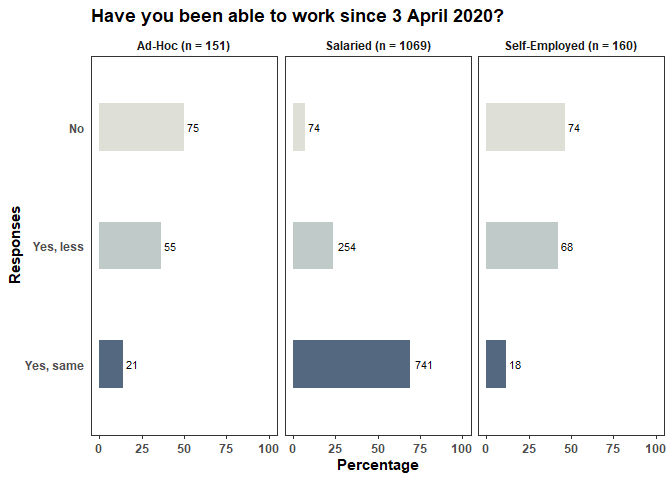 Have you been able to work since 3 April 2020?
Ad-Hoc (n = 151)
Salaried (n = 1069)
Self-Employed (n = 160)
Responses
No
75
74
74
Yes, less
55
254
68
Yes, same
21
741
18
0 25 50 75 100
0 25 50 75 100
0 25 50 75 100
Percentage